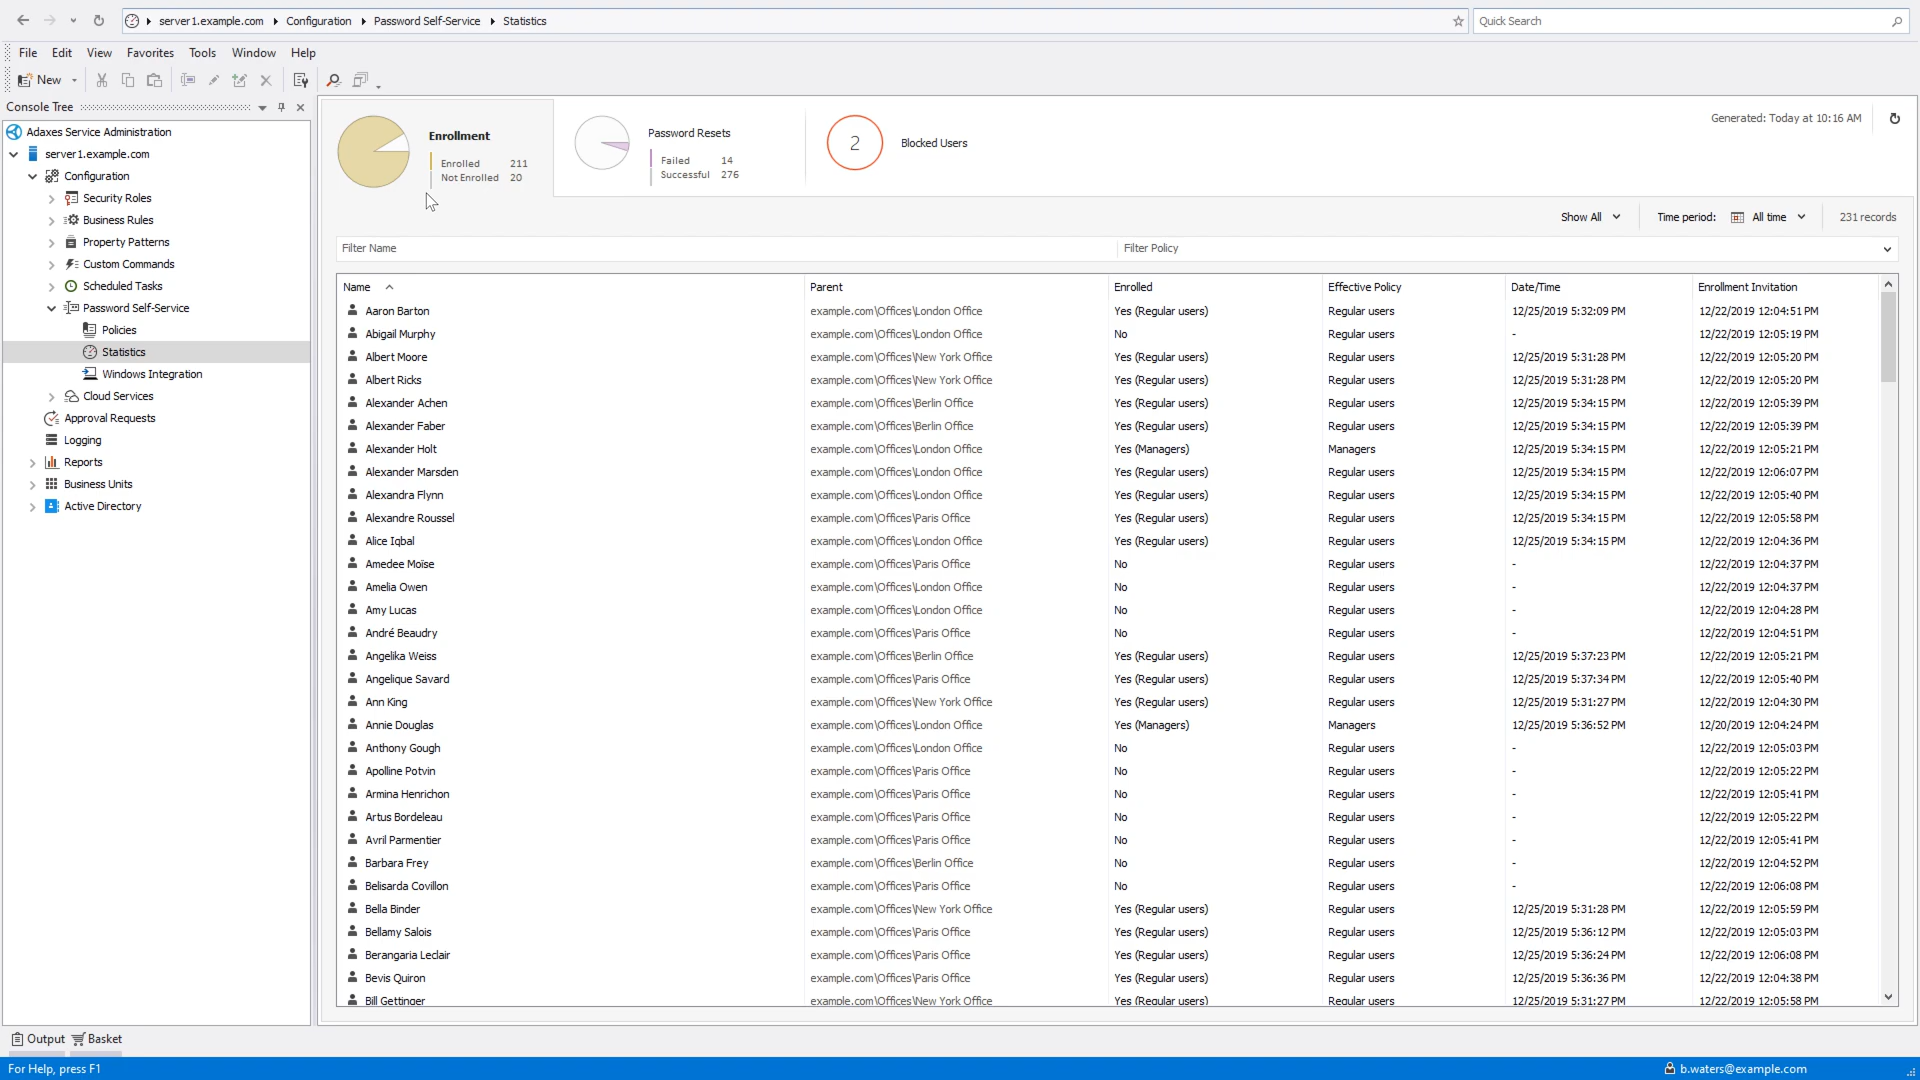 server1.example.com Configuration Password Self-Service Statistics
Quick Search
File Edit View Favorites Tools Window Help
New
Console Tree
Adaxes Service Administration
server1.example.com
Configuration
Security Roles
Business Rules
Property Patterns
Custom Commands
Scheduled Tasks
Password Self-Service
Policies
Statistics
Windows Integration
Cloud Services
Approval Requests
Logging
Reports
Business Units
Active Directory
Enrollment
Enrolled 211
Not Enrolled 20
Password Resets
Failed 14
Successful 276
2
Blocked Users
Generated: Today at 10:16 AM
Show All Time period: All time 231 records
Filter Name Filter Policy
Name Parent Enrolled Effective Policy Date/Time Enrollment Invitation
Aaron Barton example.com\Offices\London Office Yes (Regular users) Regular users 12/25/2019 5:32:09 PM 12/22/2019 12:04:51 PM
Abigail Murphy example.com\Offices\London Office No Regular users - 12/22/2019 12:05:19 PM
Albert Moore example.com\Offices\New York Office Yes (Regular users) Regular users 12/25/2019 5:31:28 PM 12/22/2019 12:05:20 PM
Albert Ricks example.com\Offices\New York Office Yes (Regular users) Regular users 12/25/2019 5:31:28 PM 12/22/2019 12:05:20 PM
Alexander Achen example.com\Offices\Berlin Office Yes (Regular users) Regular users 12/25/2019 5:34:15 PM 12/22/2019 12:05:39 PM
Alexander Faber example.com\Offices\Berlin Office Yes (Regular users) Regular users 12/25/2019 5:34:15 PM 12/22/2019 12:05:39 PM
Alexander Holt example.com\Offices\London Office Yes (Managers) Managers 12/25/2019 5:34:15 PM 12/22/2019 12:05:21 PM
Alexander Marsden example.com\Offices\London Office Yes (Regular users) Regular users 12/25/2019 5:34:15 PM 12/22/2019 12:06:07 PM
Alexandra Flynn example.com\Offices\London Office Yes (Regular users) Regular users 12/25/2019 5:34:15 PM 12/22/2019 12:05:40 PM
Alexandre Roussel example.com\Offices\Paris Office Yes (Regular users) Regular users 12/25/2019 5:34:15 PM 12/22/2019 12:05:58 PM
Alice Iqbal example.com\Offices\London Office Yes (Regular users) Regular users 12/25/2019 5:34:15 PM 12/22/2019 12:04:36 PM
Amedee Moïse example.com\Offices\Paris Office No Regular users - 12/22/2019 12:04:37 PM
Amelia Owen example.com\Offices\London Office No Regular users - 12/22/2019 12:04:37 PM
Amy Lucas example.com\Offices\London Office No Regular users - 12/22/2019 12:04:28 PM
André Beaudry example.com\Offices\Paris Office No Regular users - 12/22/2019 12:04:51 PM
Angelika Weiss example.com\Offices\Berlin Office Yes (Regular users) Regular users 12/25/2019 5:37:23 PM 12/22/2019 12:05:21 PM
Angelique Savard example.com\Offices\Paris Office Yes (Regular users) Regular users 12/25/2019 5:37:34 PM 12/22/2019 12:05:40 PM
Ann King example.com\Offices\New York Office Yes (Regular users) Regular users 12/25/2019 5:31:27 PM 12/22/2019 12:04:30 PM
Annie Douglas example.com\Offices\London Office Yes (Managers) Managers 12/25/2019 5:36:52 PM 12/20/2019 12:04:24 PM
Anthony Gough example.com\Offices\London Office No Regular users - 12/22/2019 12:05:03 PM
Apolline Potvin example.com\Offices\Paris Office No Regular users - 12/22/2019 12:05:22 PM
Armina Henrichon example.com\Offices\Paris Office No Regular users - 12/22/2019 12:05:41 PM
Artus Bordeleau example.com\Offices\Paris Office No Regular users - 12/22/2019 12:05:22 PM
Avril Parmentier example.com\Offices\Paris Office No Regular users - 12/22/2019 12:05:41 PM
Barbara Frey example.com\Offices\Berlin Office No Regular users - 12/22/2019 12:04:52 PM
Belisarda Covillon example.com\Offices\Paris Office No Regular users - 12/22/2019 12:06:08 PM
Bella Binder example.com\Offices\New York Office Yes (Regular users) Regular users 12/25/2019 5:31:28 PM 12/22/2019 12:05:59 PM
Bellamy Salois example.com\Offices\Paris Office Yes (Regular users) Regular users 12/25/2019 5:36:12 PM 12/22/2019 12:05:03 PM
Berangaria Leclair example.com\Offices\Paris Office Yes (Regular users) Regular users 12/25/2019 5:36:24 PM 12/22/2019 12:06:08 PM
Bevis Quiron example.com\Offices\Paris Office Yes (Regular users) Regular users 12/25/2019 5:36:36 PM 12/22/2019 12:04:38 PM
Bill Gettinger example.com\Offices\New York Office Yes (Regular users) Regular users 12/25/2019 5:31:27 PM 12/22/2019 12:05:58 PM
Output Basket
For Help, press F1 b.waters@example.com